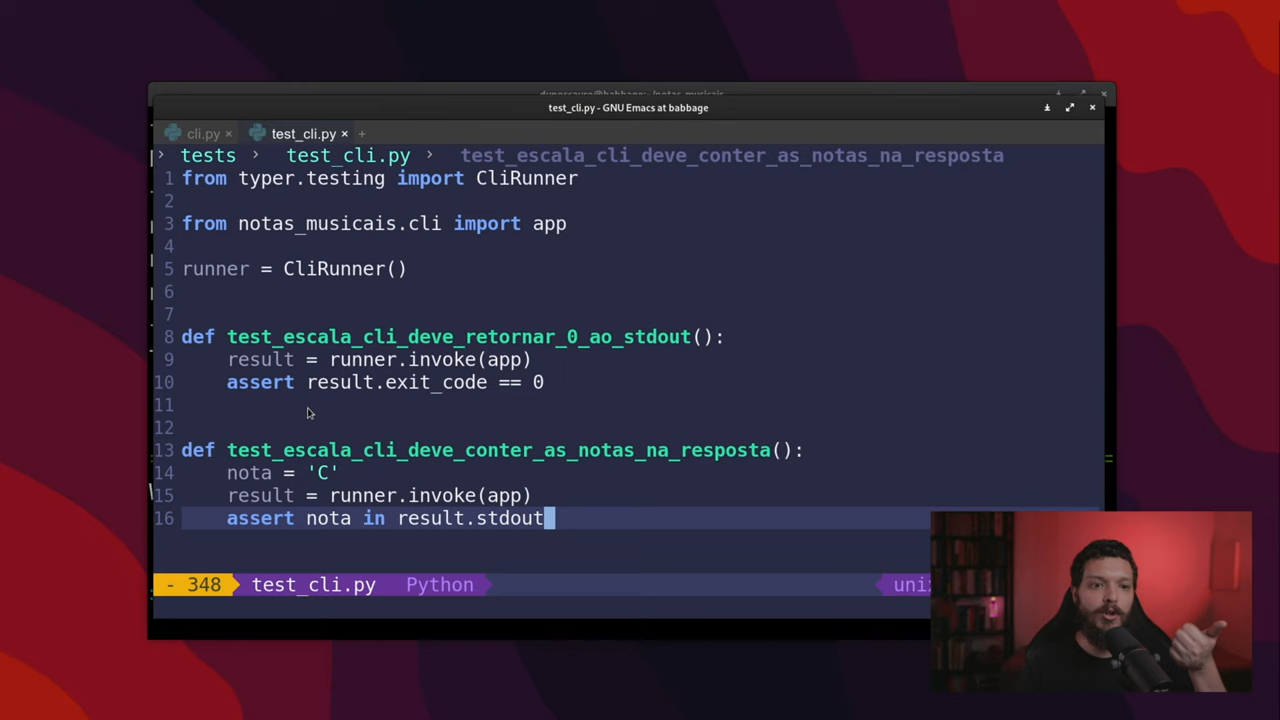 test_cli.py - GNU Emacs at babbage
cli.py × test_cli.py × +
› tests › test_cli.py › test_escala_cli_deve_conter_as_notas_na_resposta
1 from typer.testing import CliRunner
2
3 from notas_musicais.cli import app
4
5 runner = CliRunner()
6
7
8 def test_escala_cli_deve_retornar_0_ao_stdout():
9 result = runner.invoke(app)
10 assert result.exit_code == 0
11
12
13 def test_escala_cli_deve_conter_as_notas_na_resposta():
14 nota = 'C'
15 result = runner.invoke(app)
16 assert nota in result.stdout
- 348 test_cli.py Python unix